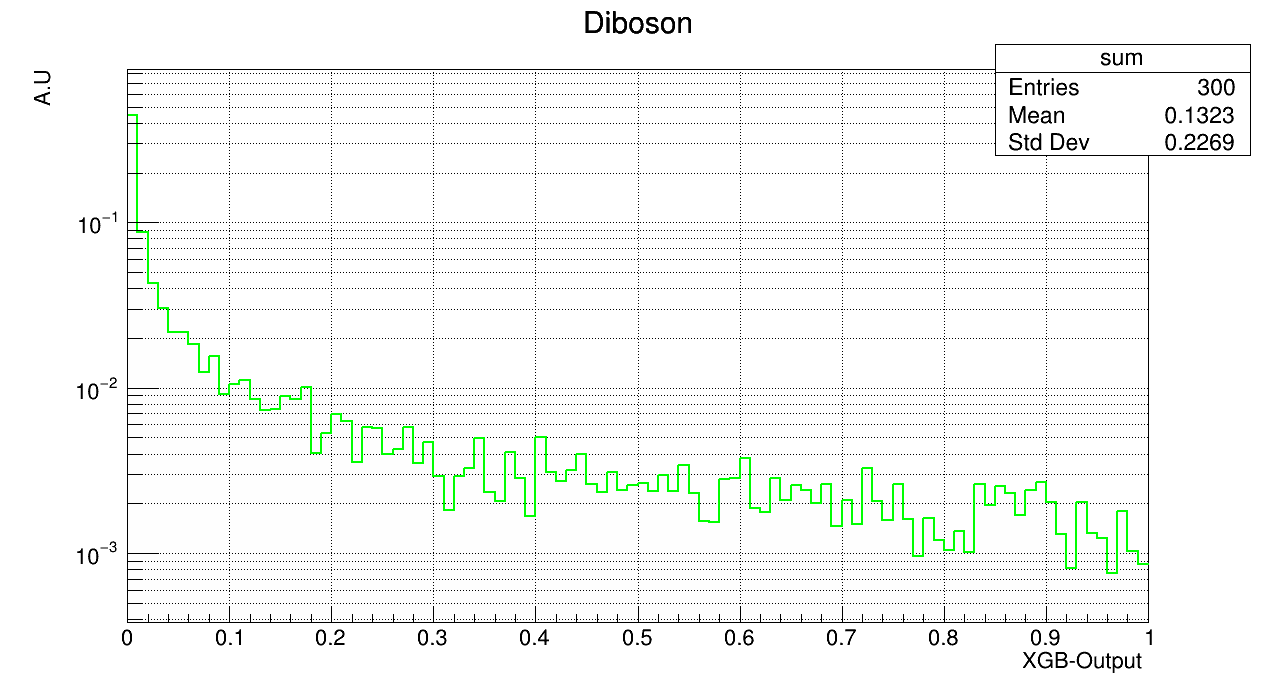 Diboson
A.U
sum
Entries 300
Mean 0.1323
Std Dev 0.2269
10⁻¹
10⁻²
10⁻³
0 0.1 0.2 0.3 0.4 0.5 0.6 0.7 0.8 0.9 1
XGB-Output